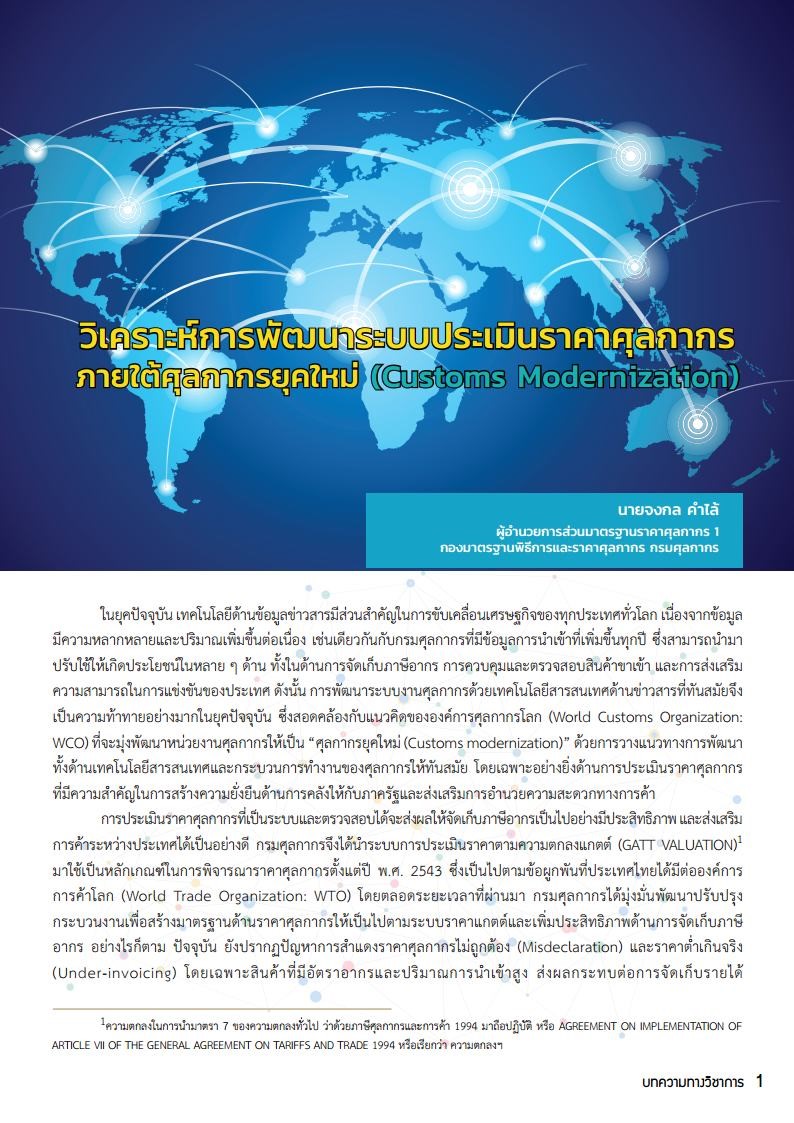 วิเคราะห์การพัฒนาระบบประเมินราคาศุลกากร
ภายใต้ศุลกากรยุคใหม่ (Customs Modernization)
นายจงกล คำไล้
ผู้อำนวยการส่วนมาตรฐานราคาศุลกากร 1
กองมาตรฐานพิธีการและราคาศุลกากร กรมศุลกากร
ในยุคปัจจุบัน เทคโนโลยีด้านข้อมูลข่าวสารมีส่วนสำคัญในการขับเคลื่อนเศรษฐกิจของทุกประเทศทั่วโลก เนื่องจากข้อมูล
มีความหลากหลายและปริมาณเพิ่มขึ้นต่อเนื่อง เช่นเดียวกันกับกรมศุลกากรที่มีข้อมูลการนำเข้าที่เพิ่มขึ้นทุกปี ซึ่งสามารถนำมา
ปรับใช้ให้เกิดประโยชน์ในหลาย ๆ ด้าน ทั้งในด้านการจัดเก็บภาษีอากร การควบคุมและตรวจสอบสินค้าขาเข้า และการส่งเสริม
ความสามารถในการแข่งขันของประเทศ ดังนั้น การพัฒนาระบบงานศุลกากรด้วยเทคโนโลยีสารสนเทศด้านข่าวสารที่ทันสมัยจึง
เป็นความท้าทายอย่างมากในยุคปัจจุบัน ซึ่งสอดคล้องกับแนวคิดขององค์การศุลกากรโลก (World Customs Organization:
WCO) ที่จะมุ่งพัฒนาหน่วยงานศุลกากรให้เป็น “ศุลกากรยุคใหม่ (Customs modernization)” ด้วยการวางแนวทางการพัฒนา
ทั้งด้านเทคโนโลยีสารสนเทศและกระบวนการทำงานของศุลกากรให้ทันสมัย โดยเฉพาะอย่างยิ่งด้านการประเมินราคาศุลกากร
ที่มีความสำคัญในการสร้างความยั่งยืนด้านการคลังให้กับภาครัฐและส่งเสริมการอำนวยความสะดวกทางการค้า
การประเมินราคาศุลกากรที่เป็นระบบและตรวจสอบได้จะส่งผลให้จัดเก็บภาษีอากรเป็นไปอย่างมีประสิทธิภาพ และส่งเสริม
การค้าระหว่างประเทศได้เป็นอย่างดี กรมศุลกากรจึงได้นำระบบการประเมินราคาตามความตกลงแกตต์ (GATT VALUATION)¹
มาใช้เป็นหลักเกณฑ์ในการพิจารณาราคาศุลกากรตั้งแต่ปี พ.ศ. 2543 ซึ่งเป็นไปตามข้อผูกพันที่ประเทศไทยได้มีต่อองค์การ
การค้าโลก (World Trade Organization: WTO) โดยตลอดระยะเวลาที่ผ่านมา กรมศุลกากรได้มุ่งมั่นพัฒนาปรับปรุง
กระบวนงานเพื่อสร้างมาตรฐานด้านราคาศุลกากรให้เป็นไปตามระบบราคาแกตต์และเพิ่มประสิทธิภาพด้านการจัดเก็บภาษี
อากร อย่างไรก็ตาม ปัจจุบัน ยังปรากฏปัญหาการสำแดงราคาศุลกากรไม่ถูกต้อง (Misdeclaration) และราคาต่ำเกินจริง
(Under-invoicing) โดยเฉพาะสินค้าที่มีอัตราอากรและปริมาณการนำเข้าสูง ส่งผลกระทบต่อการจัดเก็บรายได้
¹ความตกลงในการนำมาตรา 7 ของความตกลงทั่วไป ว่าด้วยภาษีศุลกากรและการค้า 1994 มาถือปฏิบัติ หรือ AGREEMENT ON IMPLEMENTATION OF
ARTICLE VII OF THE GENERAL AGREEMENT ON TARIFFS AND TRADE 1994 หรือเรียกว่า ความตกลงฯ
บทความทางวิชาการ 1